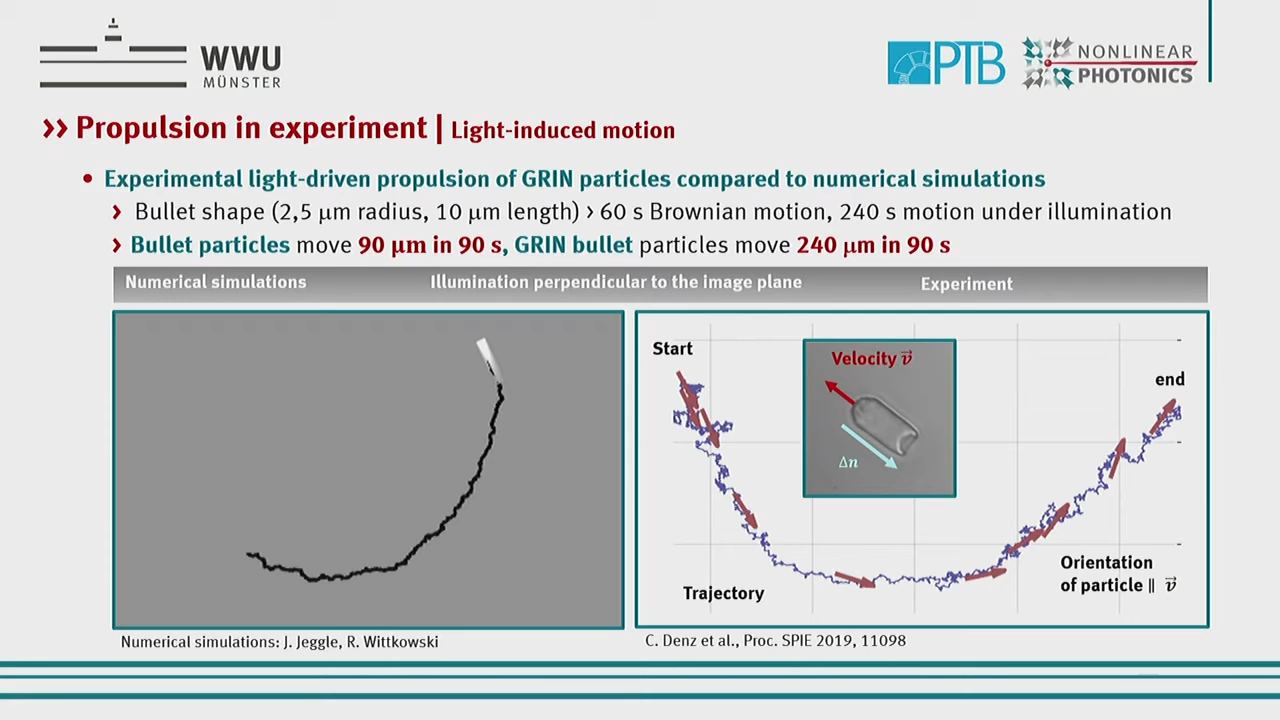 WWU
MÜNSTER
PTB
NONLINEAR
PHOTONICS
›› Propulsion in experiment | Light-induced motion
• Experimental light-driven propulsion of GRIN particles compared to numerical simulations
› Bullet shape (2,5 µm radius, 10 µm length) > 60 s Brownian motion, 240 s motion under illumination
› Bullet particles move 90 µm in 90 s, GRIN bullet particles move 240 µm in 90 s
Numerical simulations Illumination perpendicular to the image plane Experiment
Start
Velocity v⃗
end
Δn
Orientation
of particle ∥ v⃗
Trajectory
Numerical simulations: J. Jeggle, R. Wittkowski
C. Denz et al., Proc. SPIE 2019, 11098